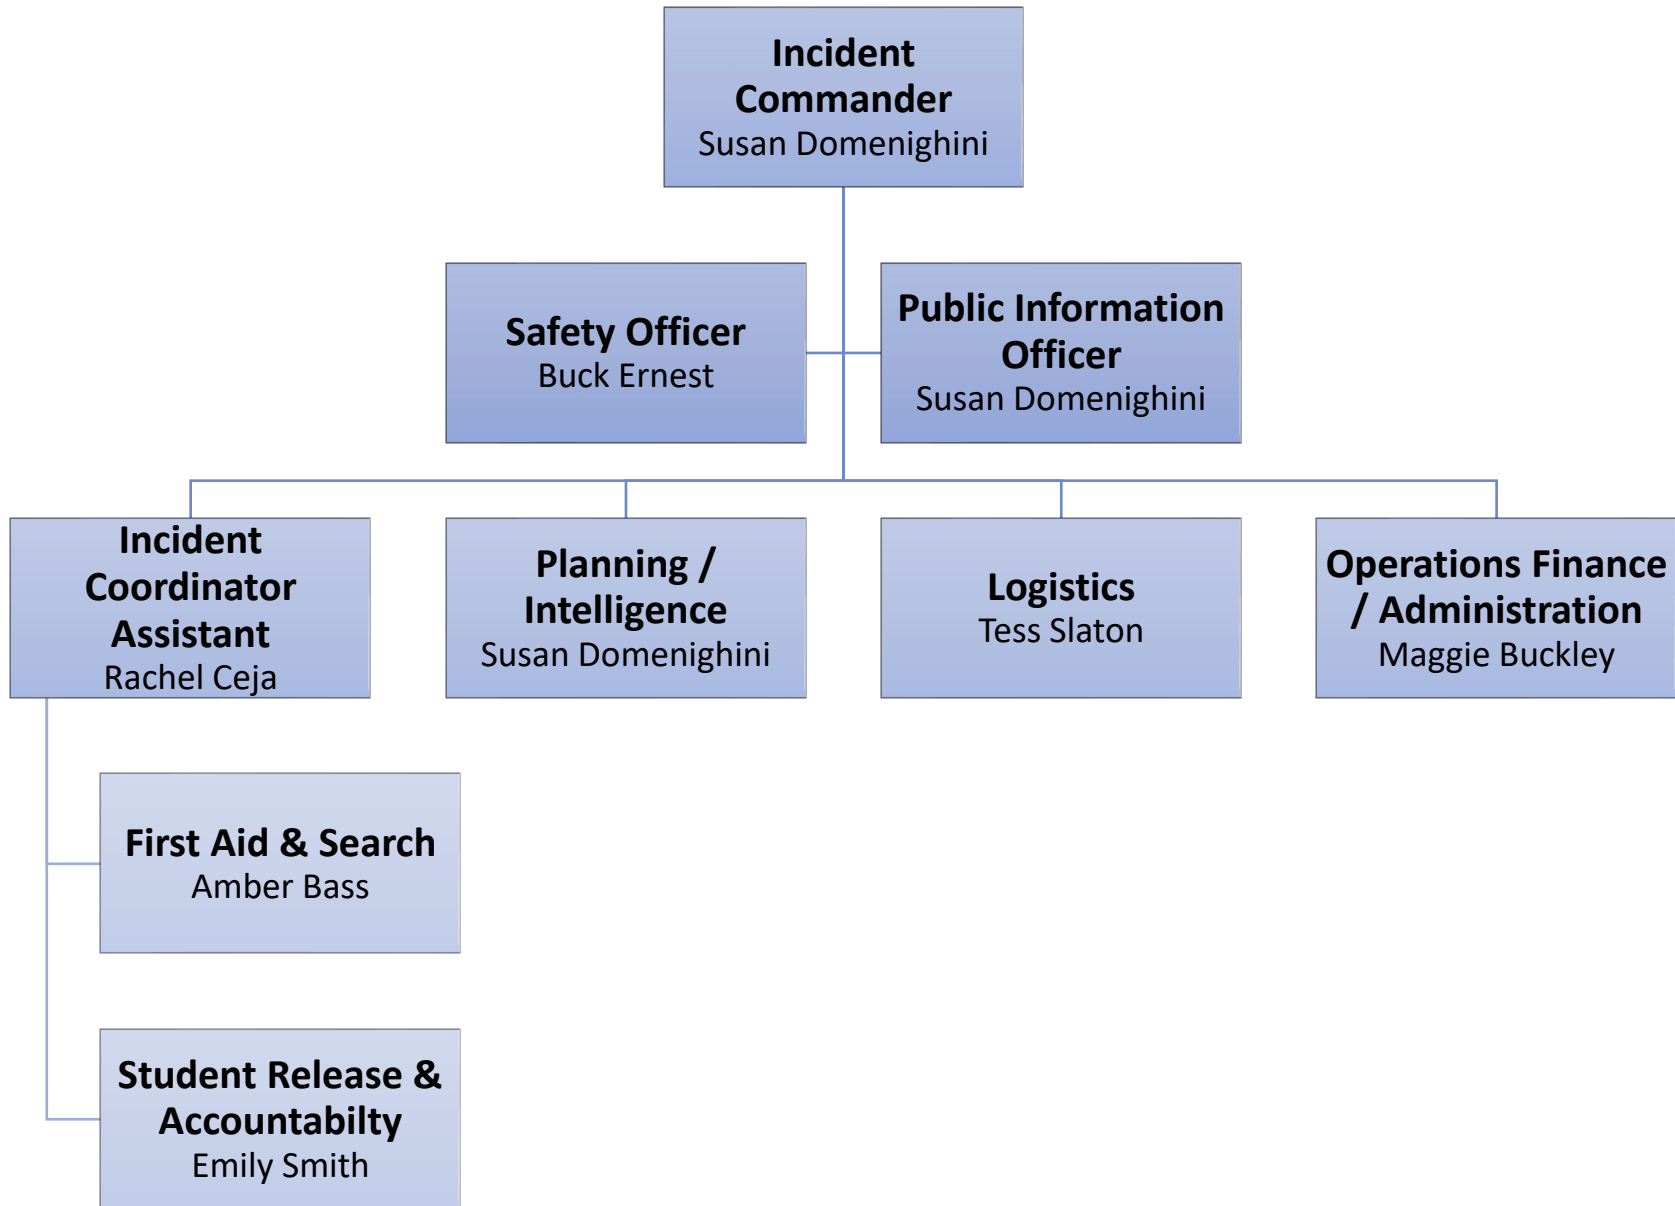 Incident
Commander
Susan Domenighini
Safety Officer
Buck Ernest
Public Information
Officer
Susan Domenighini
Incident
Coordinator
Assistant
Rachel Ceja
Planning /
Intelligence
Susan Domenighini
Logistics
Tess Slaton
Operations Finance
/ Administration
Maggie Buckley
First Aid & Search
Amber Bass
Student Release &
Accountabilty
Emily Smith